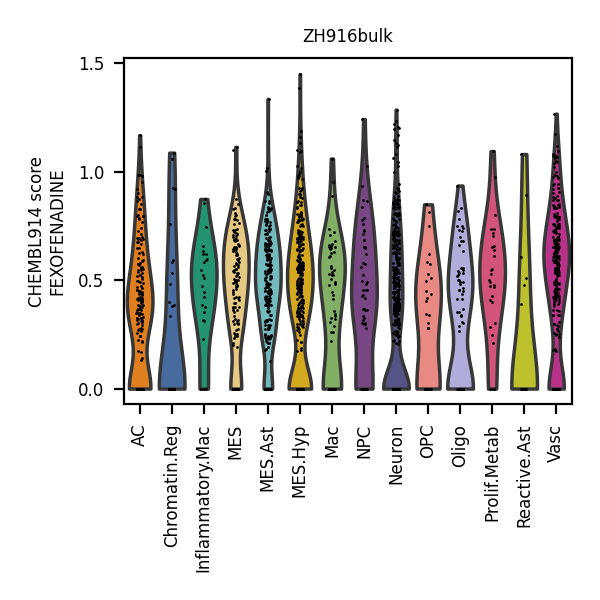 ZH916bulk
CHEMBL914 score
FEXOFENADINE
1.5
1.0
0.5
0.0
AC
Chromatin.Reg
Inflammatory.Mac
MES
MES.Ast
MES.Hyp
Mac
NPC
Neuron
OPC
Oligo
Prolif.Metab
Reactive.Ast
Vasc